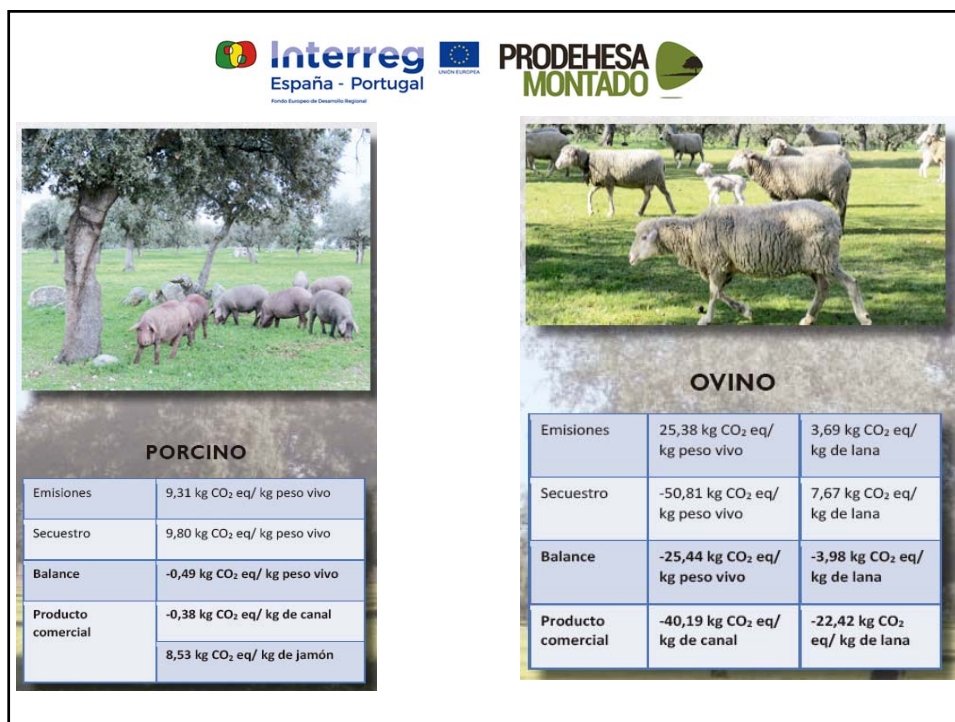 Interreg
España - Portugal
Fondo Europeo de Desarrollo Regional
UNIÓN EUROPEA
PRODEHESA
MONTADO
PORCINO
Emisiones 9,31 kg CO₂ eq/ kg peso vivo
Secuestro 9,80 kg CO₂ eq/ kg peso vivo
Balance -0,49 kg CO₂ eq/ kg peso vivo
Producto comercial -0,38 kg CO₂ eq/ kg de canal
8,53 kg CO₂ eq/ kg de jamón
OVINO
Emisiones 25,38 kg CO₂ eq/ kg peso vivo 3,69 kg CO₂ eq/ kg de lana
Secuestro -50,81 kg CO₂ eq/ kg peso vivo 7,67 kg CO₂ eq/ kg de lana
Balance -25,44 kg CO₂ eq/ kg peso vivo -3,98 kg CO₂ eq/ kg de lana
Producto comercial -40,19 kg CO₂ eq/ kg de canal -22,42 kg CO₂ eq/ kg de lana